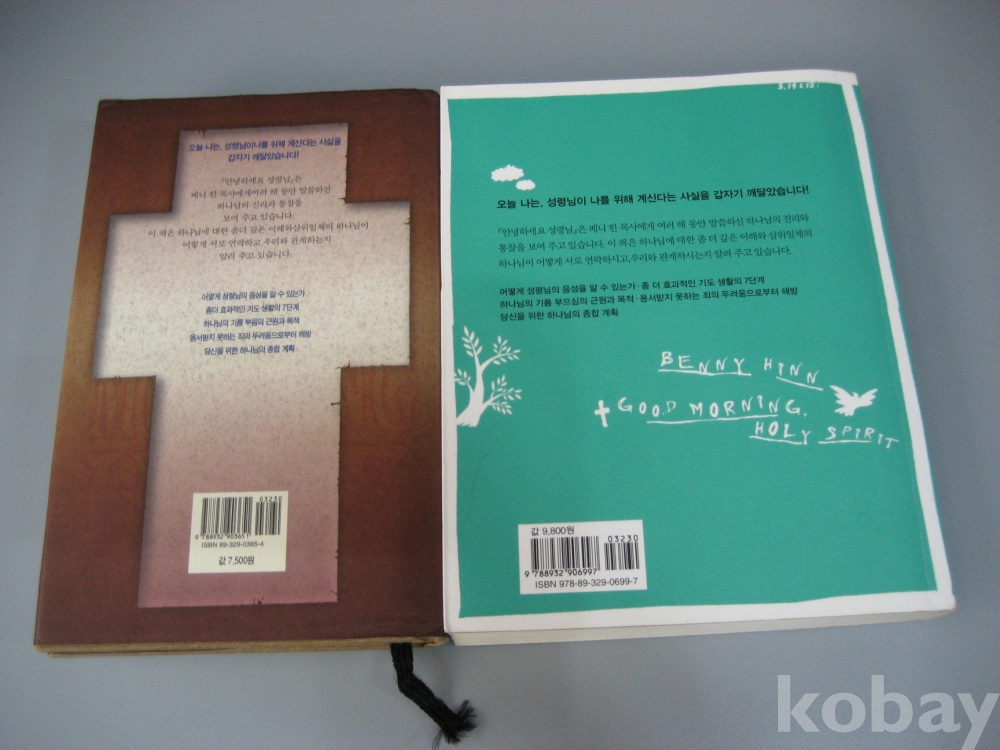 오늘 나는, 성령님이 나를 위해 계신다는 사실을
갑자기 깨달았습니다!
『안녕하세요 성령님』은
베니 힌 목사에게 여러 해 동안 말씀하신
하나님의 진리와 통찰을
보여 주고 있습니다.
이 책은 하나님에 대한 좀 더 깊은 이해와 삼위일체의 하나님이
어떻게 서로 연락하고, 우리와 관계하는지
알려 주고 있습니다.
어떻게 성령님의 음성을 알 수 있는가
좀더 효과적인 기도 생활의 7단계
하나님의 기름 부음의 근원과 목적
용서받지 못하는 죄의 두려움으로부터 해방
당신을 위한 하나님의 종합 계획
03230
9 788932 903651
ISBN 89-329-0365-4
값 7,500원
오늘 나는, 성령님이 나를 위해 계신다는 사실을 갑자기 깨달았습니다!
『안녕하세요 성령님』은 베니 힌 목사에게 여러 해 동안 말씀하신 하나님의 진리와
통찰을 보여 주고 있습니다. 이 책은 하나님에 대한 좀 더 깊은 이해와 삼위일체의
하나님이 어떻게 서로 연락하시고, 우리와 관계하시는지 알려 주고 있습니다.
어떻게 성령님의 음성을 알 수 있는가 · 좀 더 효과적인 기도 생활의 7단계
하나님의 기름 부으심의 근원과 목적 · 용서받지 못하는 죄의 두려움으로부터 해방
당신을 위한 하나님의 종합 계획
BENNY HINN
GOOD MORNING,
HOLY SPIRIT
값 9,800원
03230
9 788932 906997
ISBN 978-89-329-0699-7
kobay